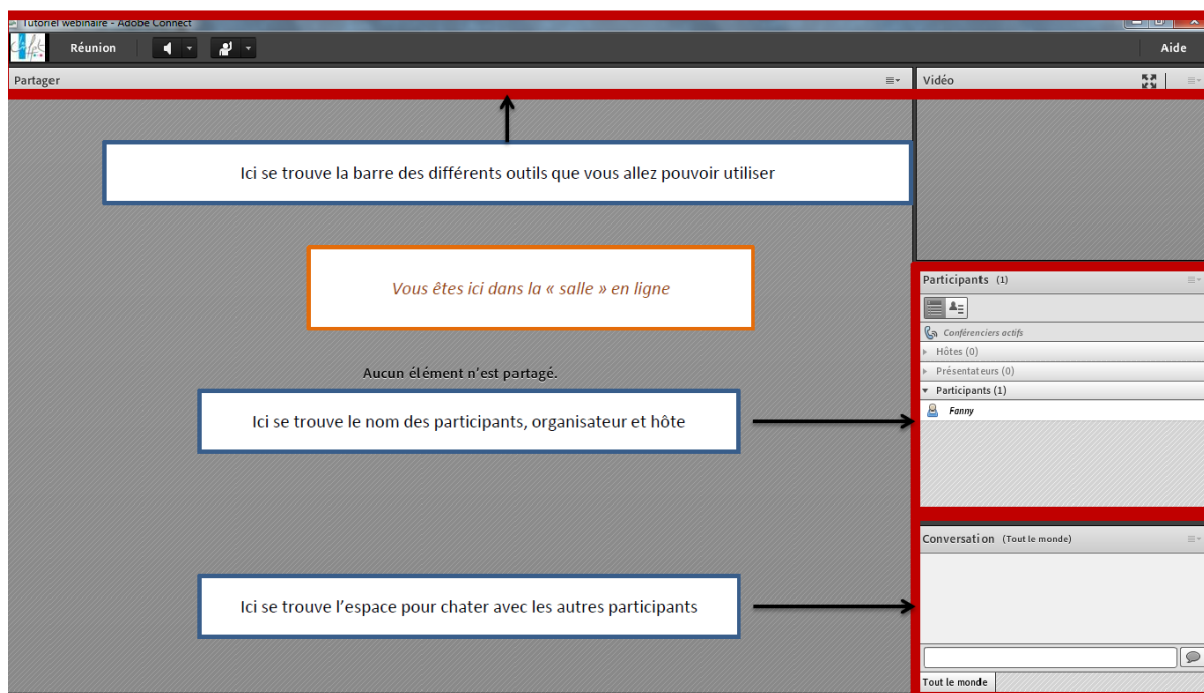 Tutoriel webinaire - Adobe Connect
Réunion
Aide
Partager
Vidéo
Ici se trouve la barre des différents outils que vous allez pouvoir utiliser
Vous êtes ici dans la « salle » en ligne
Participants (1)
Conférenciers actifs
Hôtes (0)
Présentateurs (0)
Participants (1)
Fanny
Aucun élément n'est partagé.
Ici se trouve le nom des participants, organisateur et hôte
Conversation (Tout le monde)
Ici se trouve l'espace pour chater avec les autres participants
Tout le monde